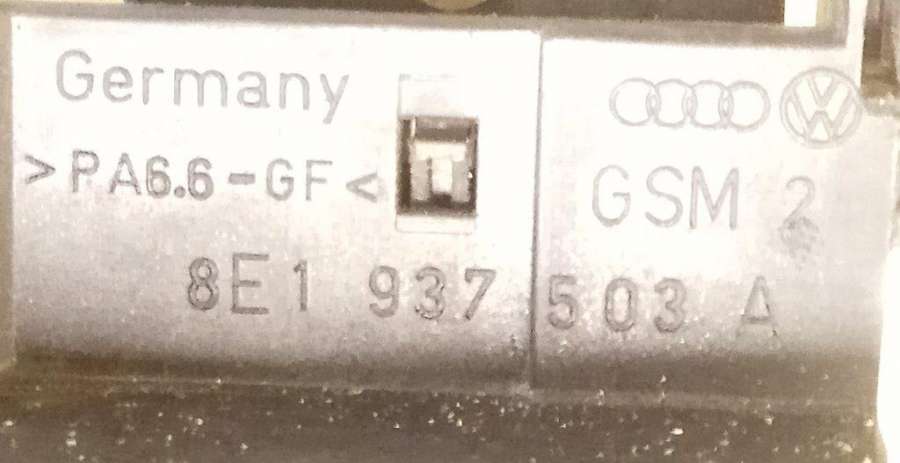 Germany
>PA6.6-GF<
GSM 2
8E1 937 503 A